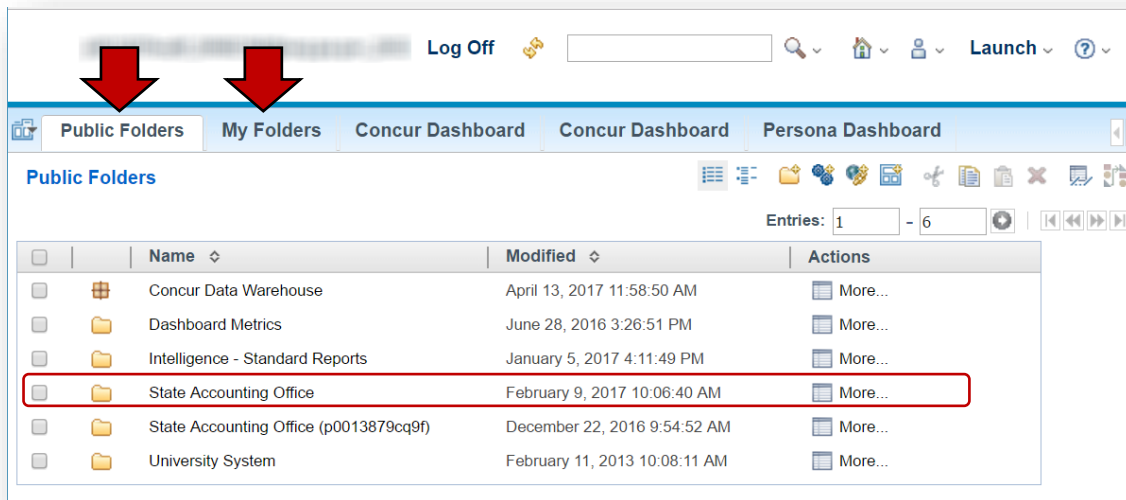 Log Off Launch
Public Folders My Folders Concur Dashboard Concur Dashboard Persona Dashboard
Public Folders
Entries: 1 - 6
Name Modified Actions
Concur Data Warehouse April 13, 2017 11:58:50 AM More...
Dashboard Metrics June 28, 2016 3:26:51 PM More...
Intelligence - Standard Reports January 5, 2017 4:11:49 PM More...
State Accounting Office February 9, 2017 10:06:40 AM More...
State Accounting Office (p0013879cq9f) December 22, 2016 9:54:52 AM More...
University System February 11, 2013 10:08:11 AM More...